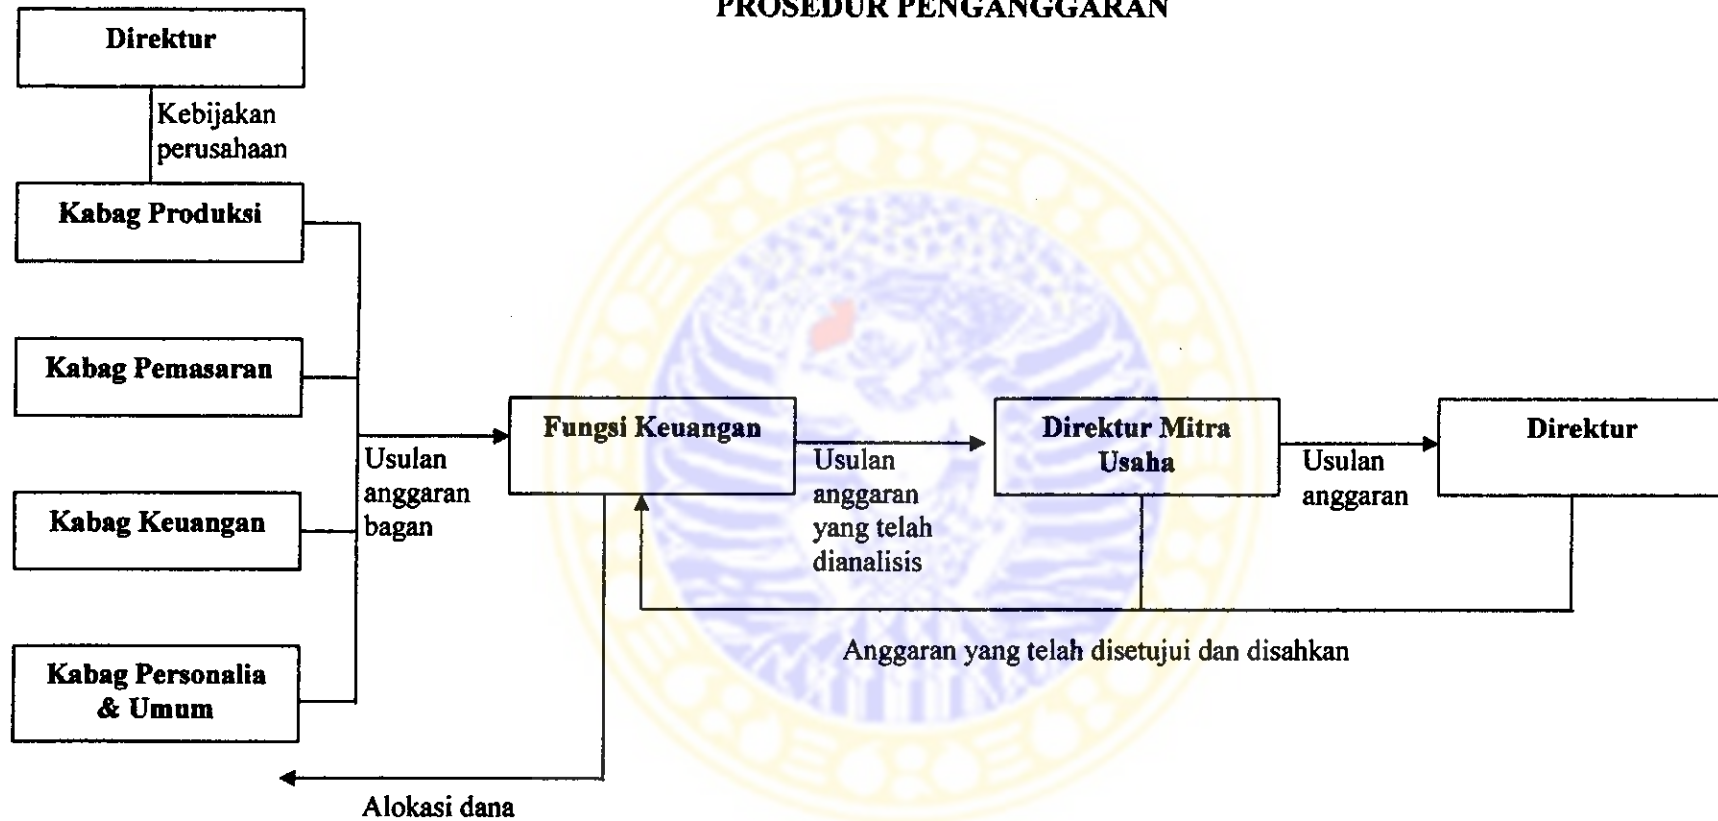 PROSEDUR PENGANGGARAN
Direktur
Kebijakan
perusahaan
Kabag Produksi
Kabag Pemasaran
Kabag Keuangan
Kabag Personalia
& Umum
Usulan
anggaran
bagan
Fungsi Keuangan
Usulan
anggaran
yang telah
dianalisis
Direktur Mitra
Usaha
Usulan
anggaran
Direktur
Anggaran yang telah disetujui dan disahkan
Alokasi dana